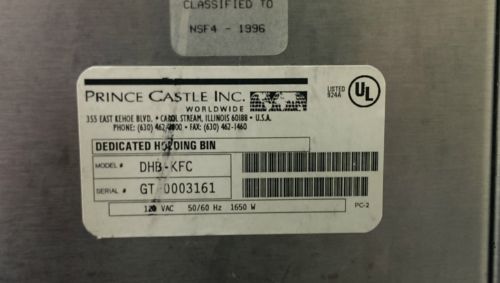 CLASSIFIED TO
NSF4 - 1996
PRINCE CASTLE INC.
WORLDWIDE
LISTED
924A
UL
355 EAST KEHOE BLVD. • CAROL STREAM, ILLINOIS 60188 • U.S.A.
PHONE: (630) 462-8800 • FAX: (630) 462-1460
DEDICATED HOLDING BIN
MODEL # DHB-KFC
SERIAL # GT 0003161
120 VAC 50/60 Hz 1650 W
PC-2